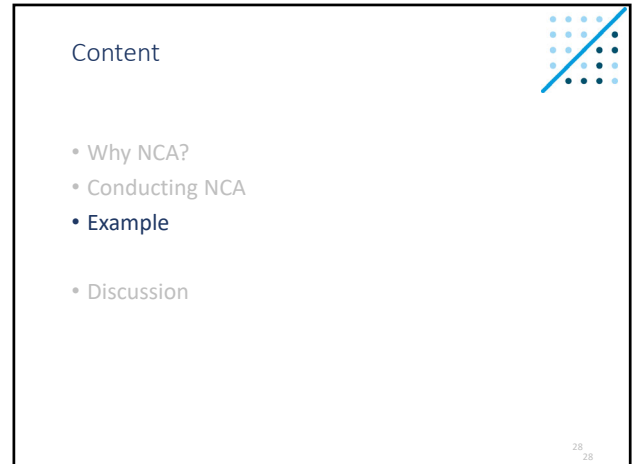 Content
• Why NCA?
• Conducting NCA
• Example
• Discussion
28
28